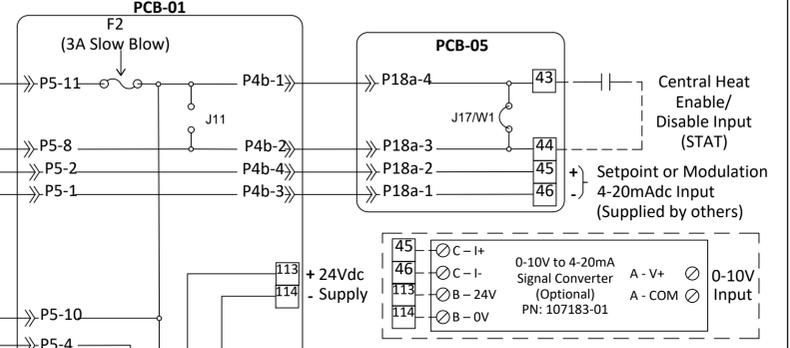 PCB-01
F2
(3A Slow Blow)
PCB-05
P5-11
P4b-1
P18a-4
43
J11
J17/W1
Central Heat
Enable/
Disable Input
(STAT)
P5-8
P4b-2
P18a-3
44
P5-2
P4b-4
P18a-2
45
+
Setpoint or Modulation
P5-1
P4b-3
P18a-1
46
-
4-20mAdc Input
(Supplied by others)
113
+ 24Vdc
114
- Supply
45
C – I+
46
C – I-
113
B – 24V
114
B – 0V
0-10V to 4-20mA
Signal Converter
(Optional)
PN: 107183-01
A - V+
A - COM
0-10V
Input
P5-10
P5-4